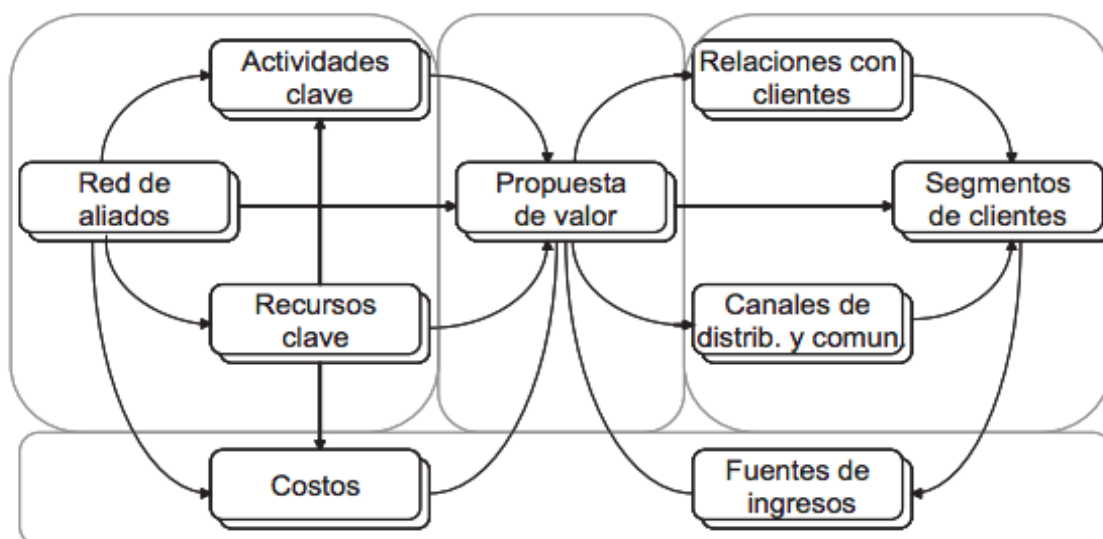 Actividades
clave
Relaciones con
clientes
Red de
aliados
Propuesta
de valor
Segmentos
de clientes
Recursos
clave
Canales de
distrib. y comun.
Costos
Fuentes de
ingresos